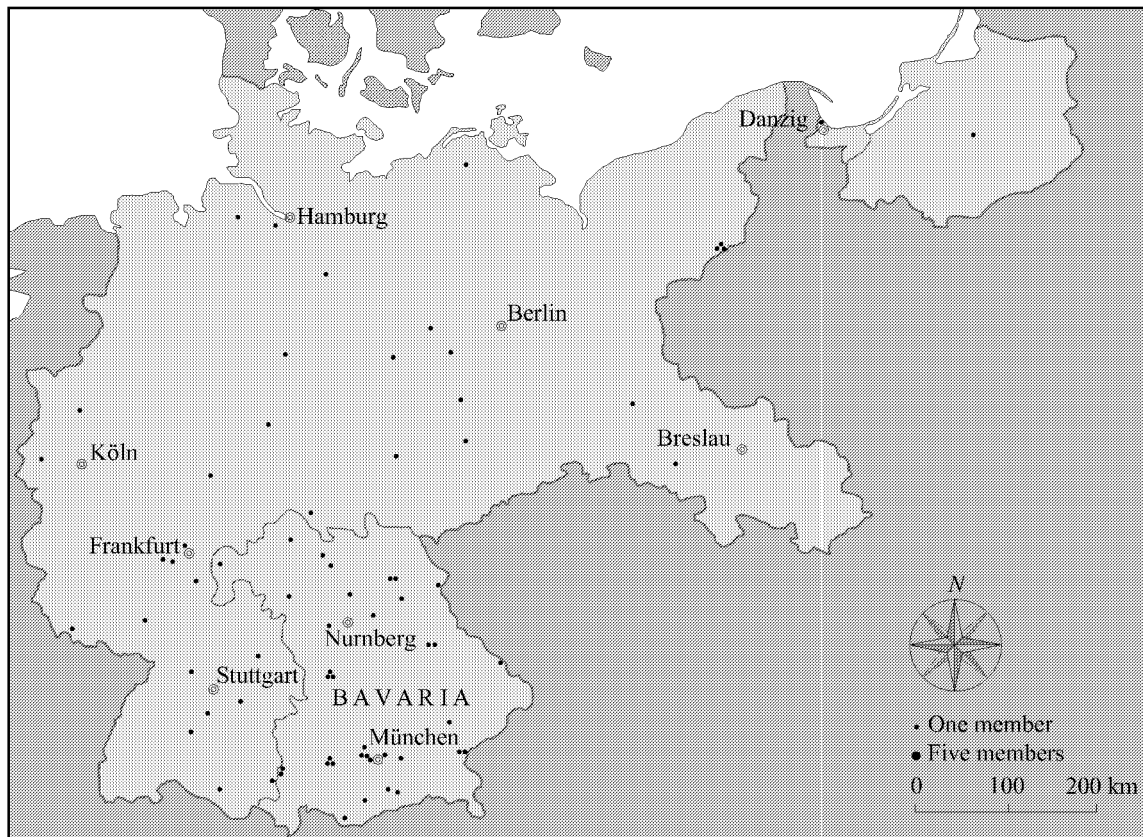 Danzig
Hamburg
Berlin
Köln
Breslau
Frankfurt
Nurnberg
Stuttgart
BAVARIA
München
N
One member
Five members
0 100 200 km